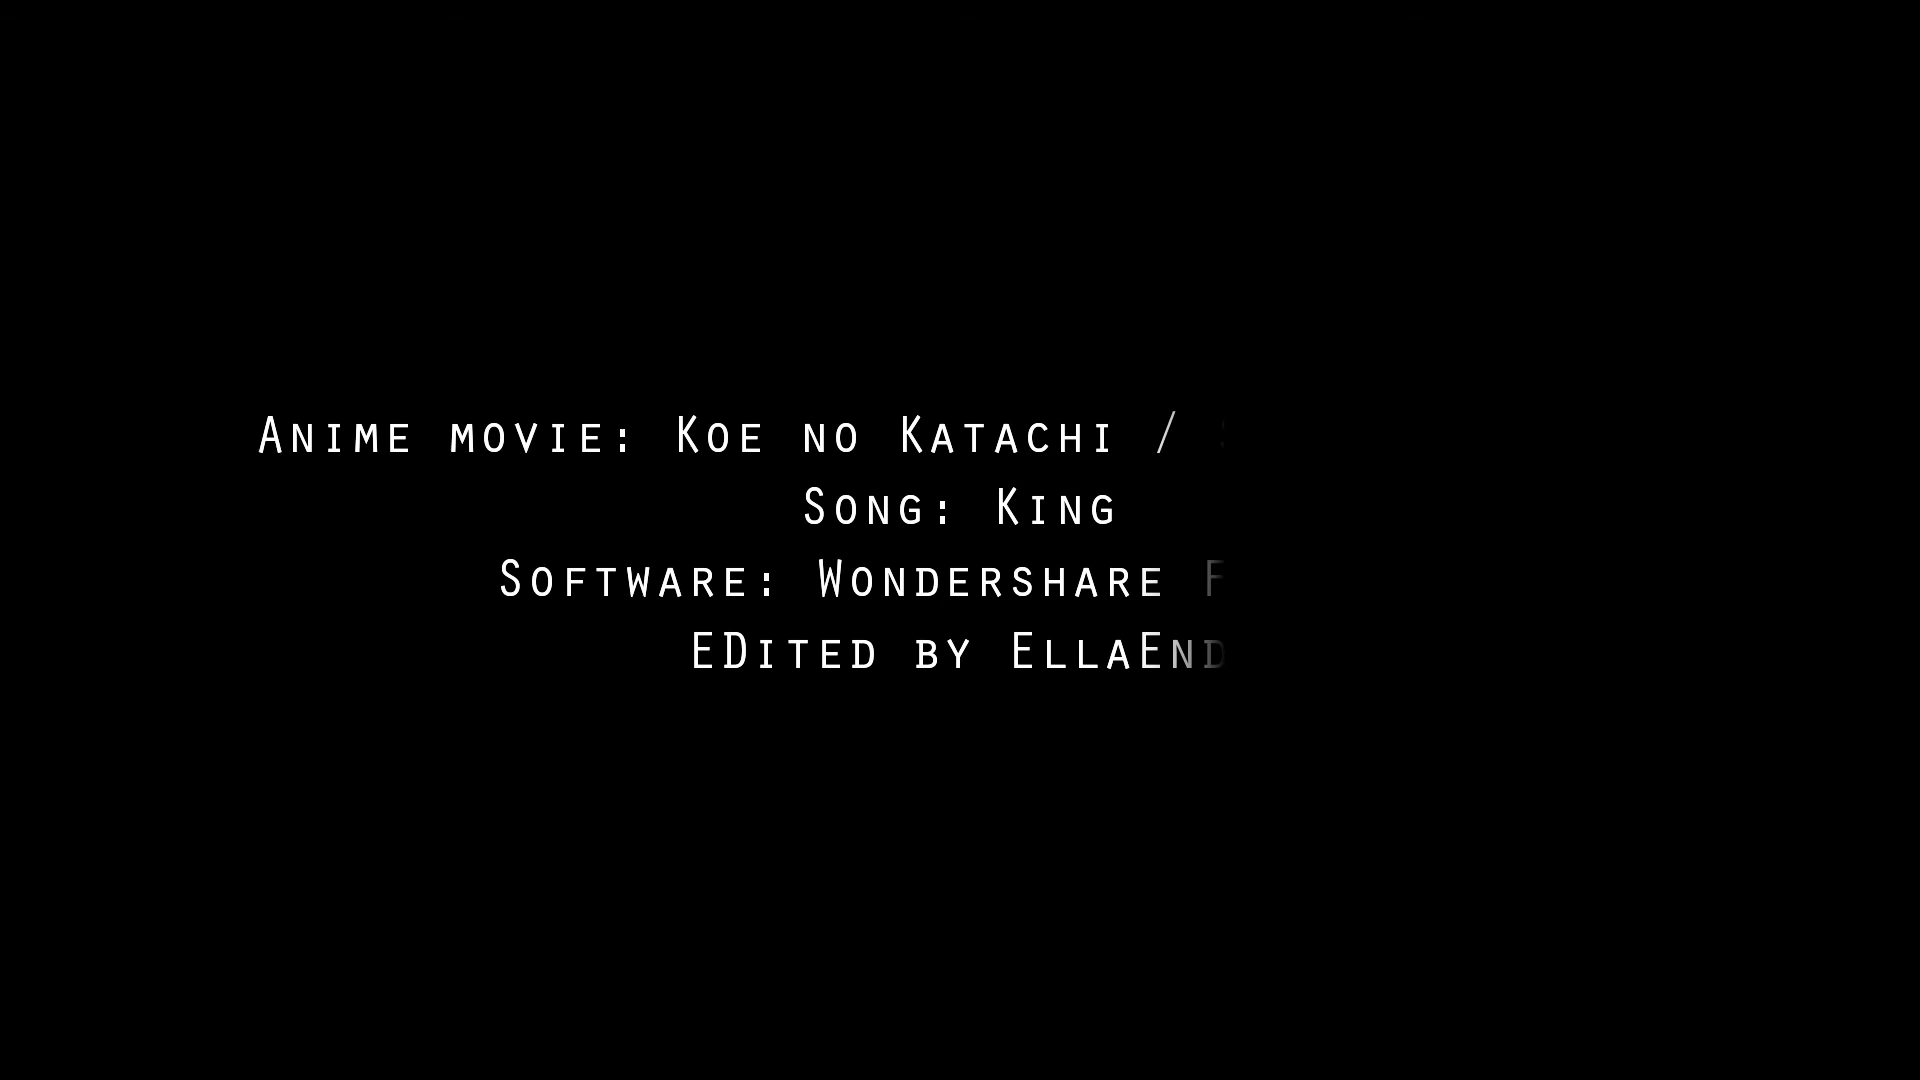 Anime movie: Koe no Katachi /
Song: King
Software: Wondershare
EDited by EllaEnd